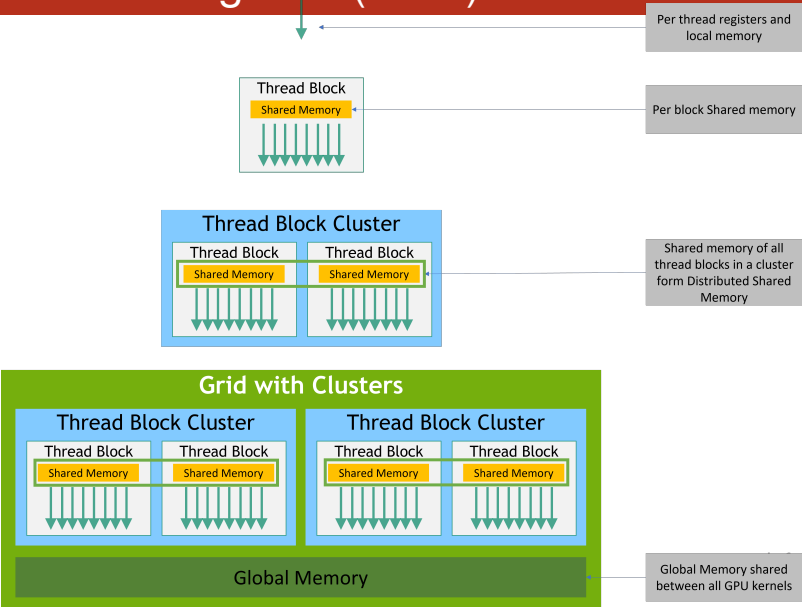 Per thread registers and
local memory
Thread Block
Shared Memory
Per block Shared memory
Thread Block Cluster
Thread Block
Thread Block
Shared Memory
Shared Memory
Shared memory of all
thread blocks in a cluster
form Distributed Shared
Memory
Grid with Clusters
Thread Block Cluster
Thread Block Cluster
Thread Block
Thread Block
Thread Block
Thread Block
Shared Memory
Shared Memory
Shared Memory
Shared Memory
Global Memory
Global Memory shared
between all GPU kernels